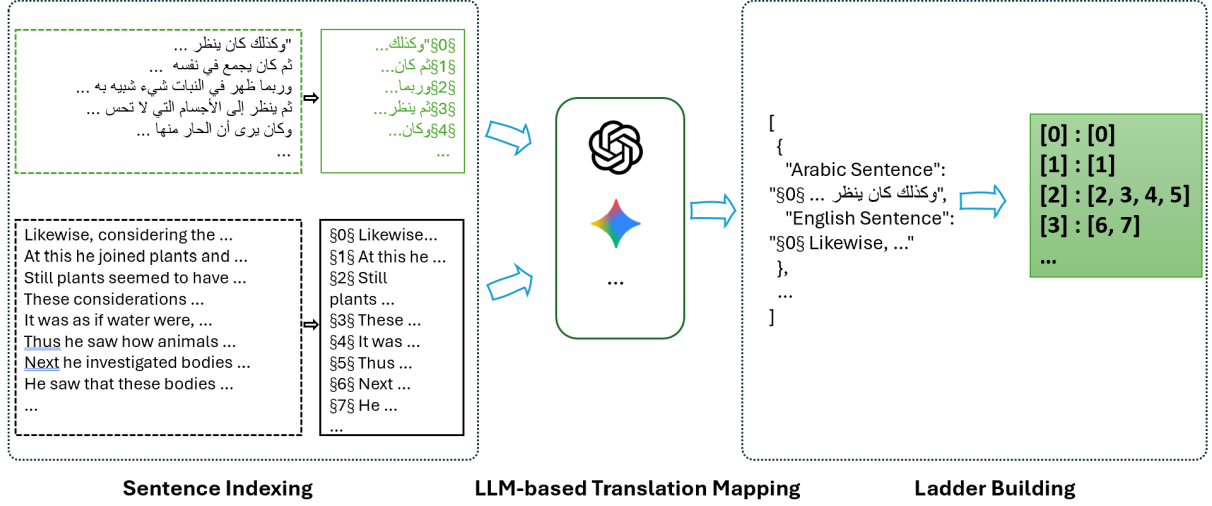 "وكذلك كان ينظر ...
ثم كان يجمع في نفسه ...
وربما ظهر في النبات شيء شبيه به ...
ثم ينظر إلى الأجسام التي لا تحس ...
وكان يرى أن الحار منها ...
...
§0§"وكذلك...
§1§ثم كان...
§2§وربما...
§3§ثم ينظر...
§4§وكان...
...
Likewise, considering the ...
At this he joined plants and ...
Still plants seemed to have ...
These considerations ...
It was as if water were, ...
Thus he saw how animals ...
Next he investigated bodies ...
He saw that these bodies ...
...
§0§ Likewise...
§1§ At this he ...
§2§ Still
plants ...
§3§ These ...
§4§ It was ...
§5§ Thus ...
§6§ Next ...
§7§ He ...
...
...
[
{
"Arabic Sentence":
"§0§ ... وكذلك كان ينظر",
"English Sentence":
"§0§ Likewise, ..."
},
...
]
[0] : [0]
[1] : [1]
[2] : [2, 3, 4, 5]
[3] : [6, 7]
...
Sentence Indexing
LLM-based Translation Mapping
Ladder Building